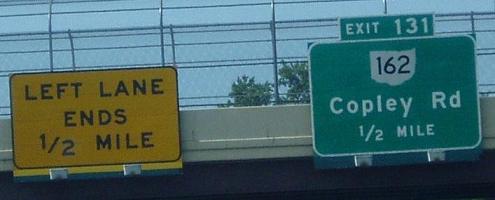 LEFT LANE
ENDS
1/2 MILE
EXIT 131
162
Copley Rd
1/2 MILE